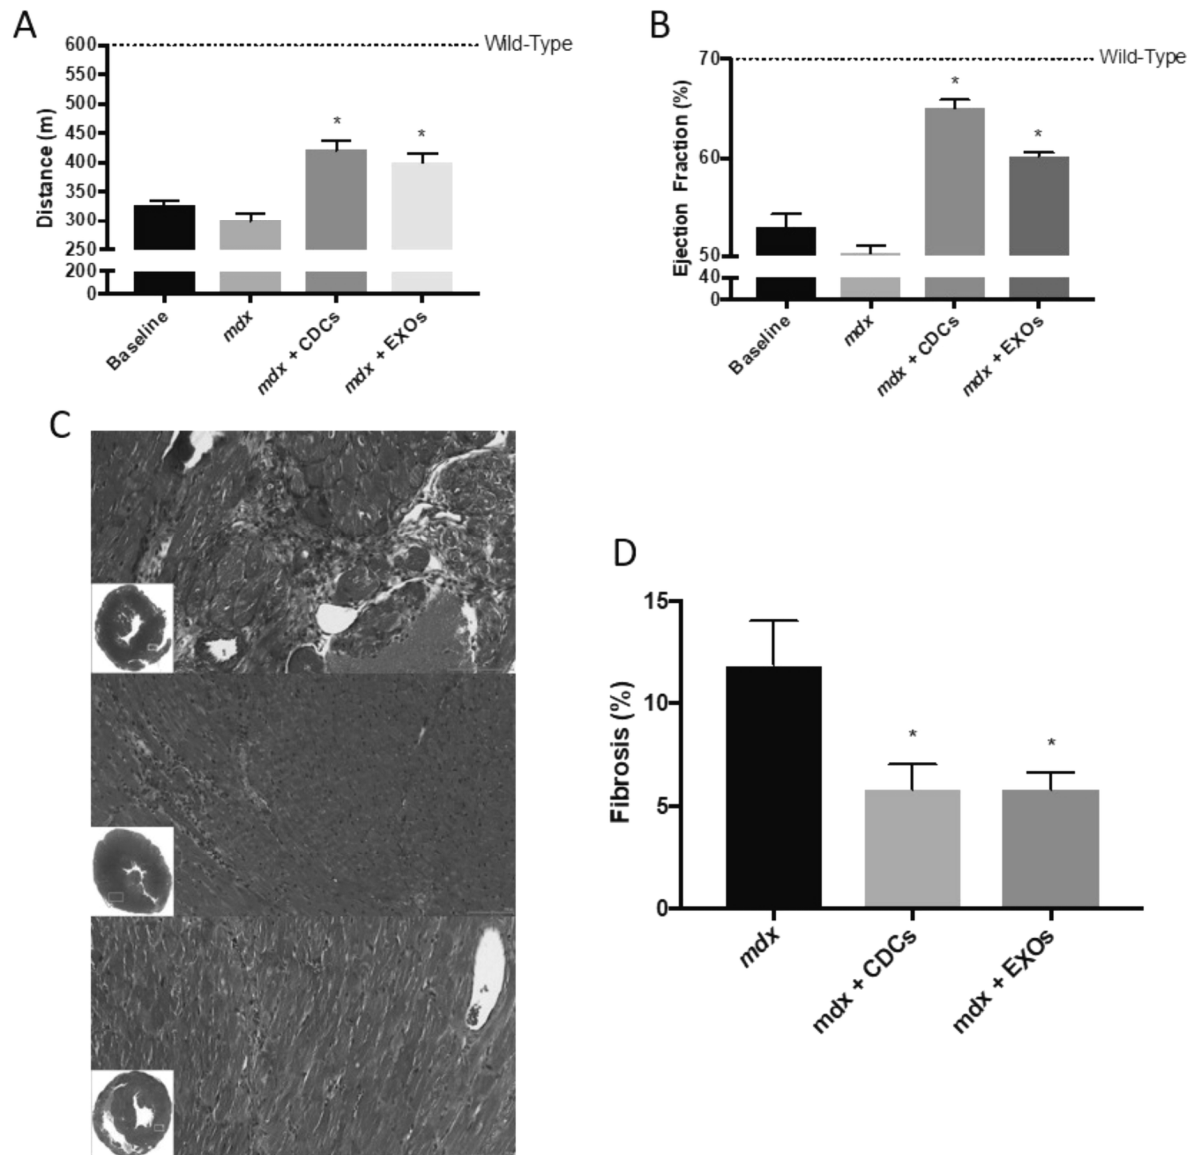 A
600
550
500
450
400
350
300
250
200
0
Distance (m)
Wild-Type
*
*
Baseline
mdx
mdx + CDCs
mdx + EXOs
B
70
60
50
40
0
Ejection Fraction (%)
Wild-Type
*
*
Baseline
mdx
mdx + CDCs
mdx + EXOs
C
D
15
10
5
0
Fibrosis (%)
*
*
mdx
mdx + CDCs
mdx + EXOs